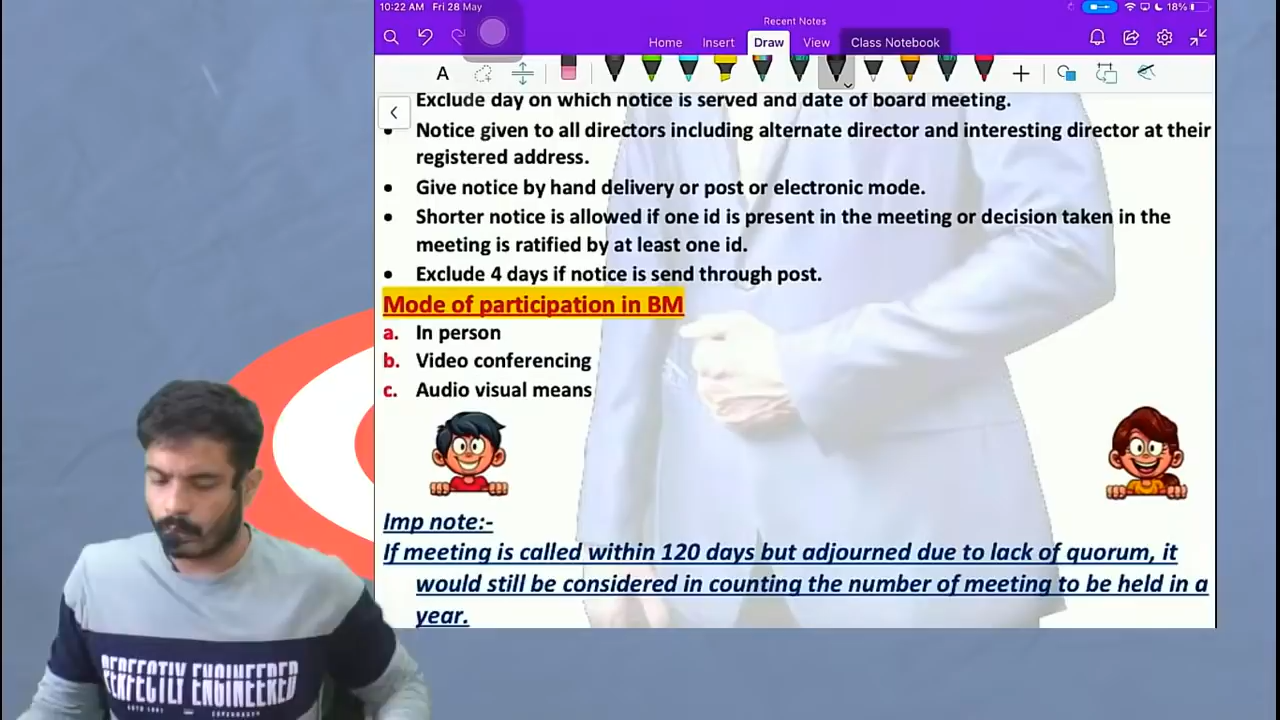 10:22 AM Fri 28 May
18%
Recent Notes
Home Insert Draw View Class Notebook
A
Exclude day on which notice is served and date of board meeting.
• Notice given to all directors including alternate director and interesting director at their
registered address.
• Give notice by hand delivery or post or electronic mode.
• Shorter notice is allowed if one id is present in the meeting or decision taken in the
meeting is ratified by at least one id.
• Exclude 4 days if notice is send through post.
Mode of participation in BM
a. In person
b. Video conferencing
c. Audio visual means
Imp note:-
If meeting is called within 120 days but adjourned due to lack of quorum, it
would still be considered in counting the number of meeting to be held in a
year.
PERFECTLY ENGINEERED